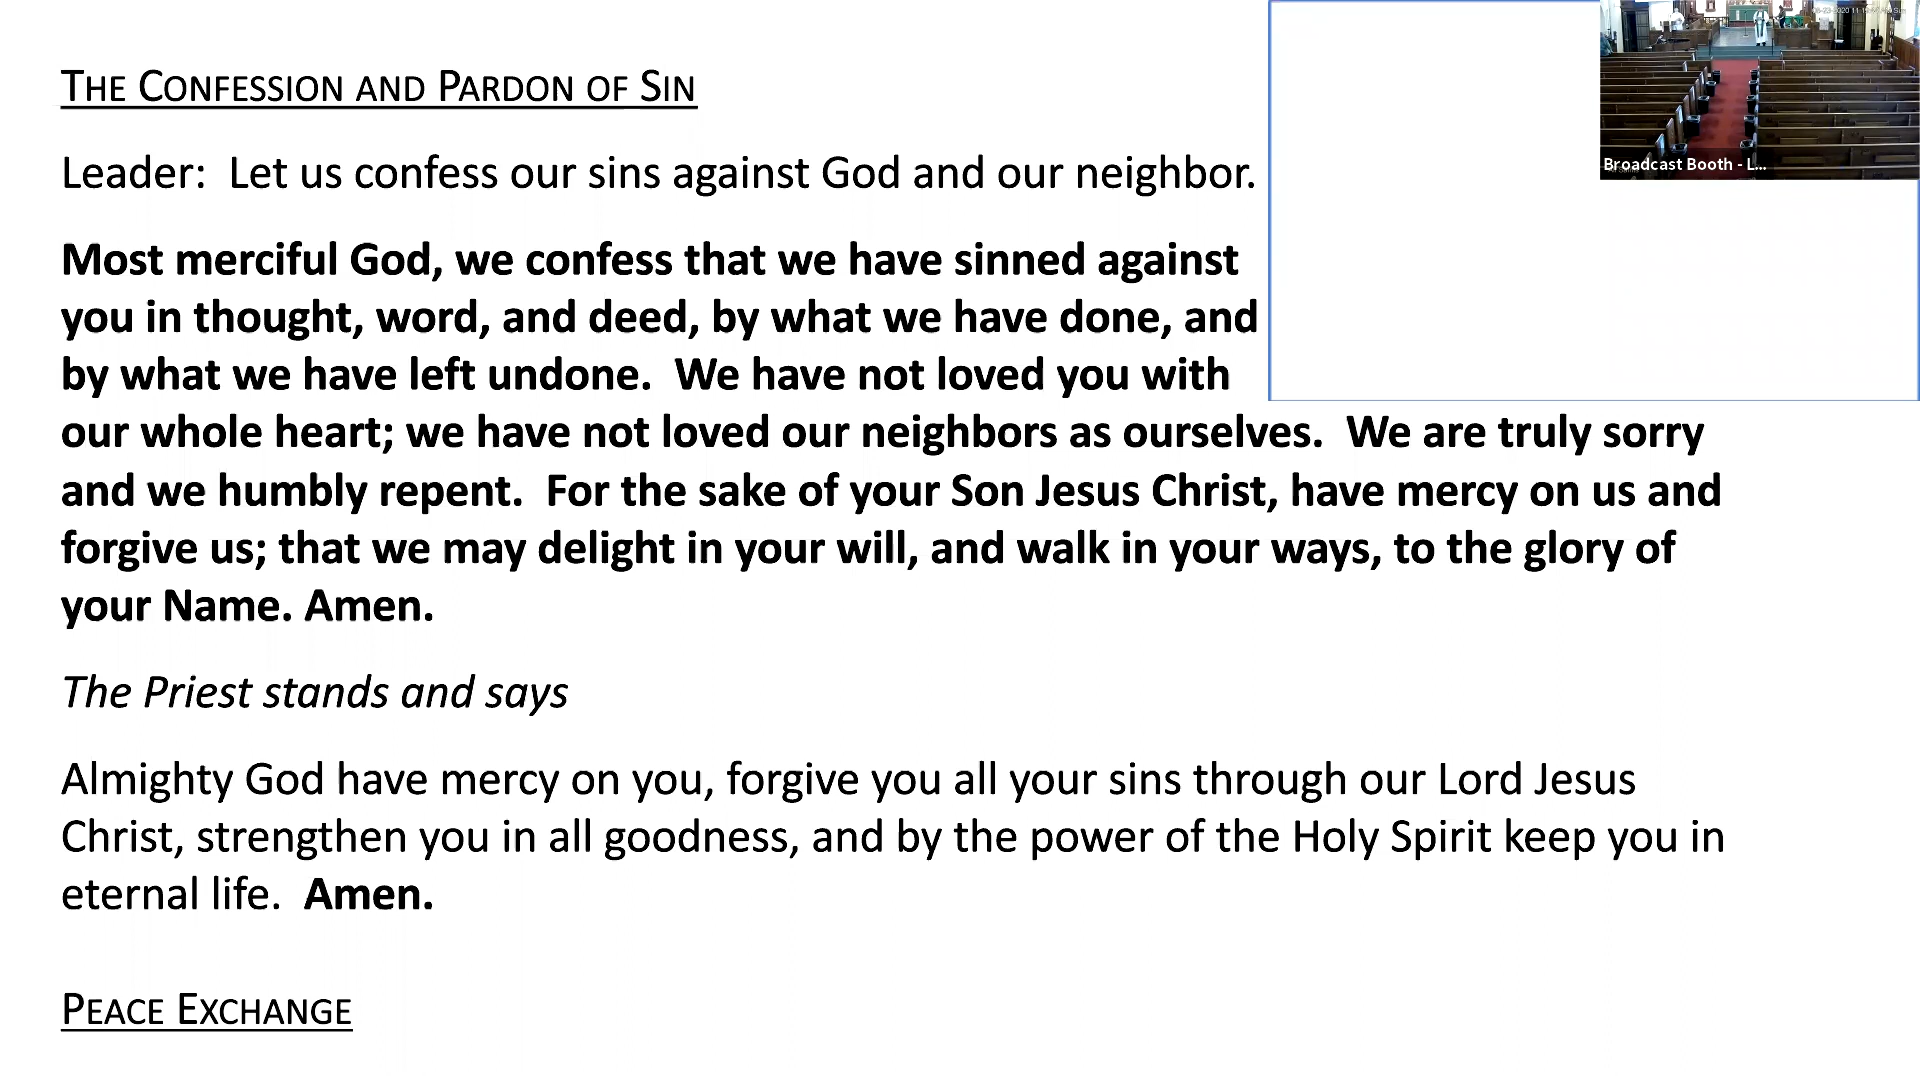 THE CONFESSION AND PARDON OF SIN
Leader:  Let us confess our sins against God and our neighbor.
Most merciful God, we confess that we have sinned against
you in thought, word, and deed, by what we have done, and
by what we have left undone.  We have not loved you with
our whole heart; we have not loved our neighbors as ourselves.  We are truly sorry
and we humbly repent.  For the sake of your Son Jesus Christ, have mercy on us and
forgive us; that we may delight in your will, and walk in your ways, to the glory of
your Name. Amen.
The Priest stands and says
Almighty God have mercy on you, forgive you all your sins through our Lord Jesus
Christ, strengthen you in all goodness, and by the power of the Holy Spirit keep you in
eternal life.  Amen.
PEACE EXCHANGE
Broadcast Booth - L...